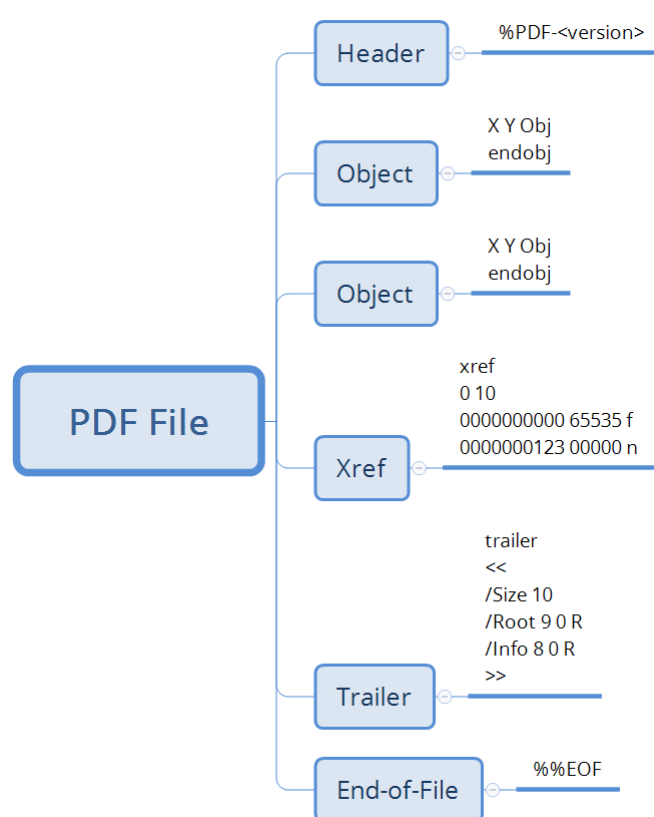 Header
%PDF-<version>
Object
X Y Obj
endobj
Object
X Y Obj
endobj
PDF File
Xref
xref
0 10
0000000000 65535 f
0000000123 00000 n
Trailer
trailer
<<
/Size 10
/Root 9 0 R
/Info 8 0 R
>>
End-of-File
%%EOF